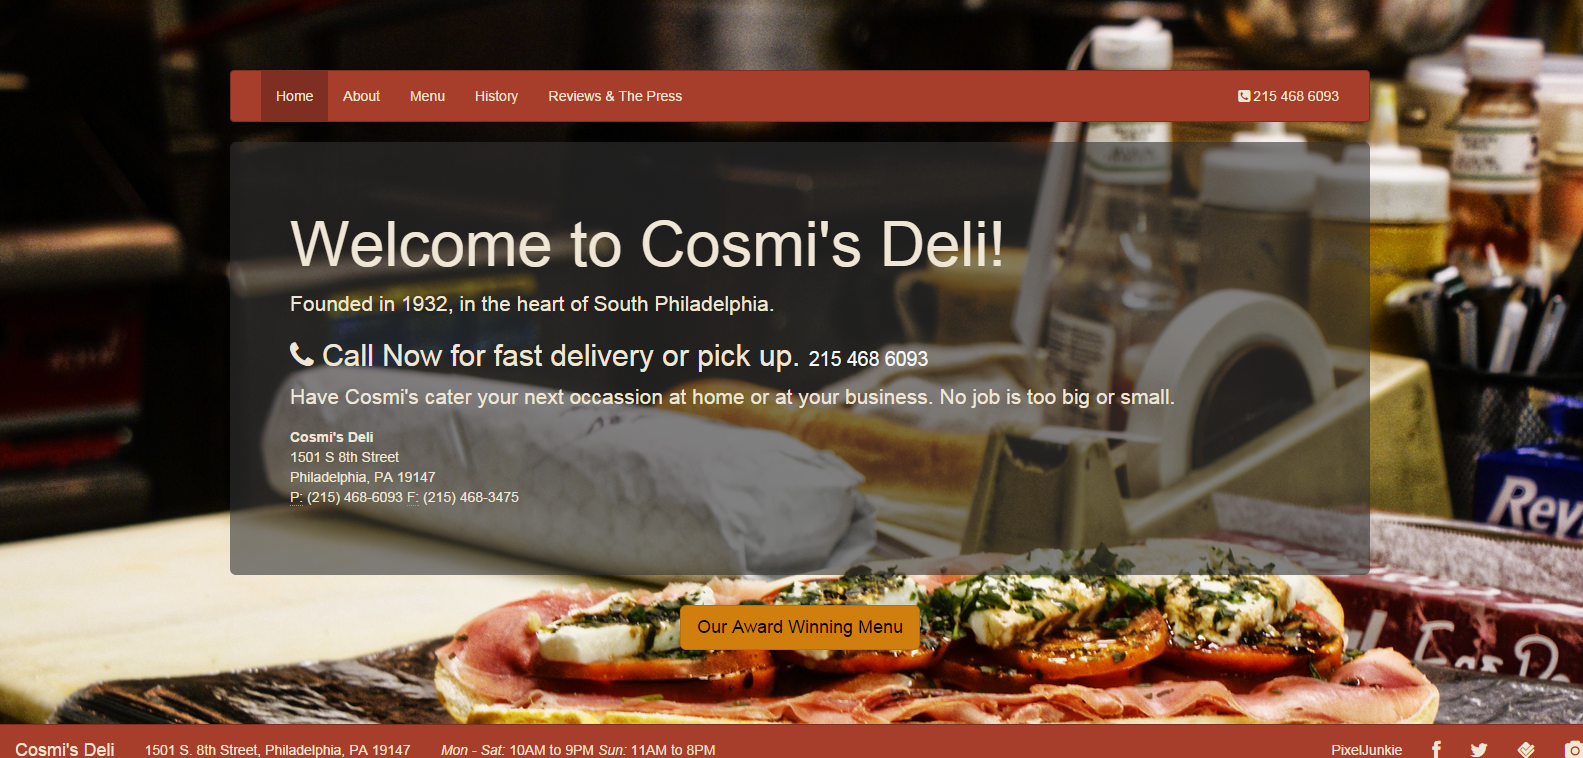 Home About Menu History Reviews & The Press 215 468 6093
Welcome to Cosmi's Deli!
Founded in 1932, in the heart of South Philadelphia.
Call Now for fast delivery or pick up. 215 468 6093
Have Cosmi's cater your next occassion at home or at your business. No job is too big or small.
Cosmi's Deli
1501 S 8th Street
Philadelphia, PA 19147
P: (215) 468-6093 F: (215) 468-3475
Our Award Winning Menu
Cosmi's Deli 1501 S. 8th Street, Philadelphia, PA 19147 Mon - Sat: 10AM to 9PM Sun: 11AM to 8PM PixelJunkie